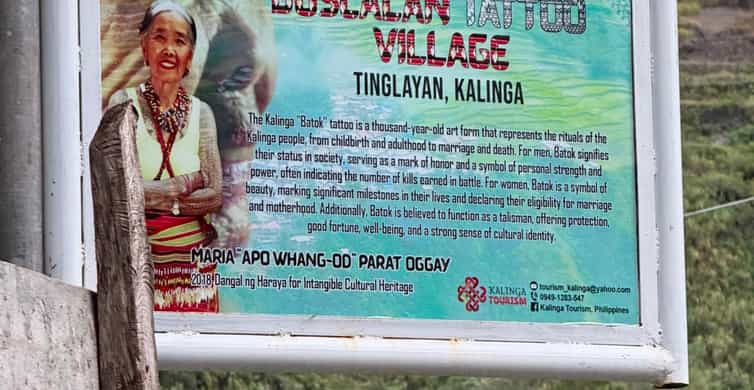 BUSCALAN TATTOO
VILLAGE
TINGLAYAN, KALINGA
The Kalinga "Batok" tattoo is a thousand-year-old art form that represents the rituals of the
Kalinga people, from childbirth and adulthood to marriage and death. For men, Batok signifies
their status in society, serving as a mark of honor and a symbol of personal strength and
power, often indicating the number of kills earned in battle. For women, Batok is a symbol of
beauty, marking significant milestones in their lives and declaring their eligibility for marriage
and motherhood. Additionally, Batok is believed to function as a talisman, offering protection,
good fortune, well-being, and a strong sense of cultural identity.
MARIA "APO WHANG-OD" PARAT OGGAY
2018 Dangal ng Haraya for Intangible Cultural Heritage
KALINGA
TOURISM
tourism_kalinga@yahoo.com
0949-1283-547
Kalinga Tourism, Philippines